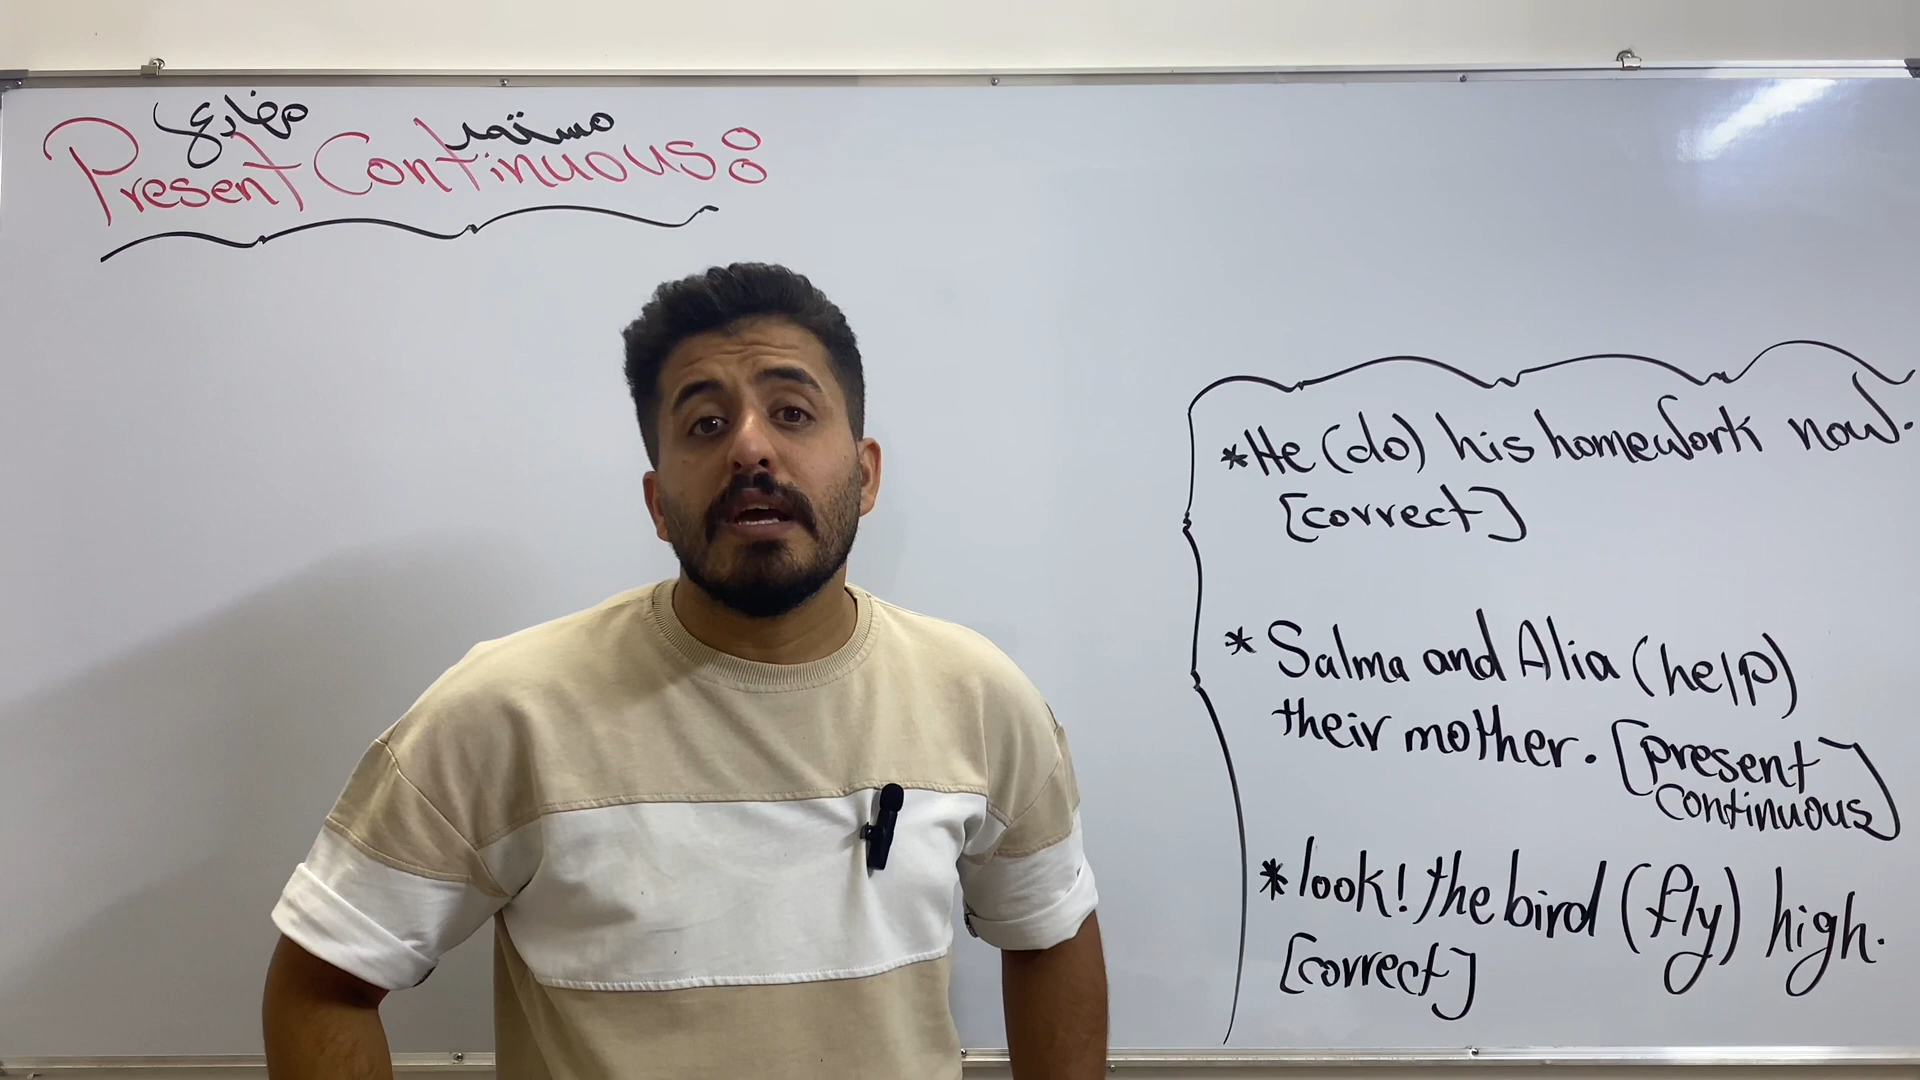 مضارع مستمر
Present Continuous:
*He (do) his homework now.
[correct]
* Salma and Alia (help)
their mother. [present
continuous]
* look! the bird (fly) high.
[correct]